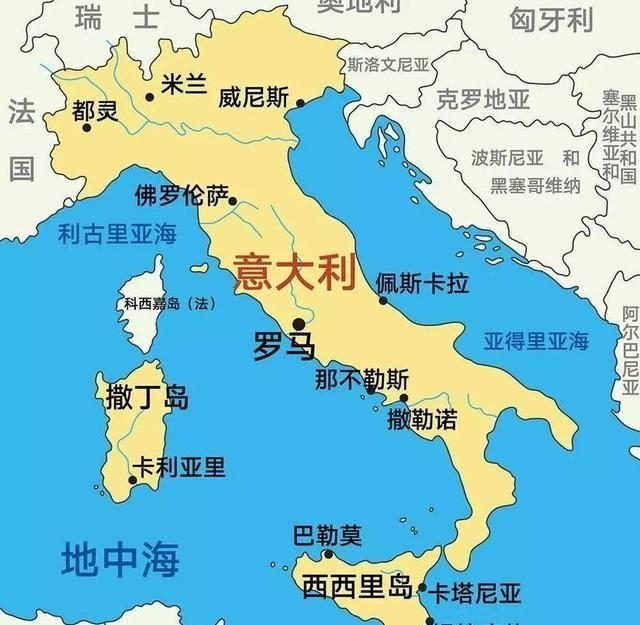 瑞士
奥地利
匈牙利
斯洛文尼亚
法国
米兰
威尼斯
都灵
克罗地亚
塞尔维亚和
黑山共和国
波斯尼亚 和
黑塞哥维纳
佛罗伦萨
利古里亚海
意大利
佩斯卡拉
科西嘉岛（法）
罗马
亚得里亚海
阿尔巴尼亚
那不勒斯
撒丁岛
撒勒诺
卡利亚里
巴勒莫
地中海
西西里岛
卡塔尼亚